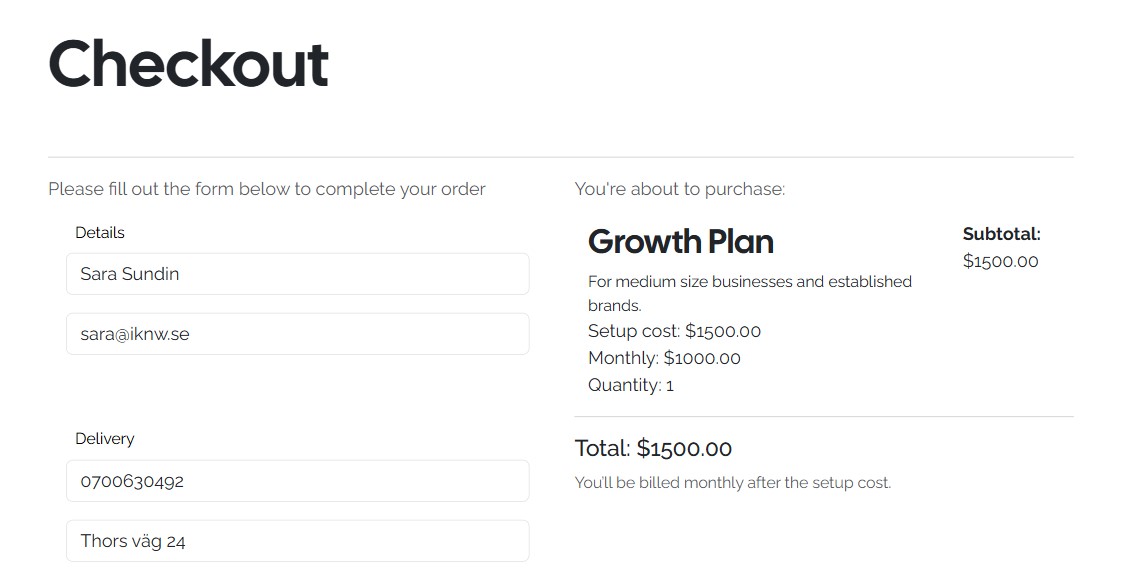 Checkout
Please fill out the form below to complete your order
Details
Sara Sundin
sara@iknw.se
Delivery
0700630492
Thors väg 24
You're about to purchase:
Growth Plan
For medium size businesses and established
brands.
Setup cost: $1500.00
Monthly: $1000.00
Quantity: 1
Subtotal:
$1500.00
Total: $1500.00
You'll be billed monthly after the setup cost.